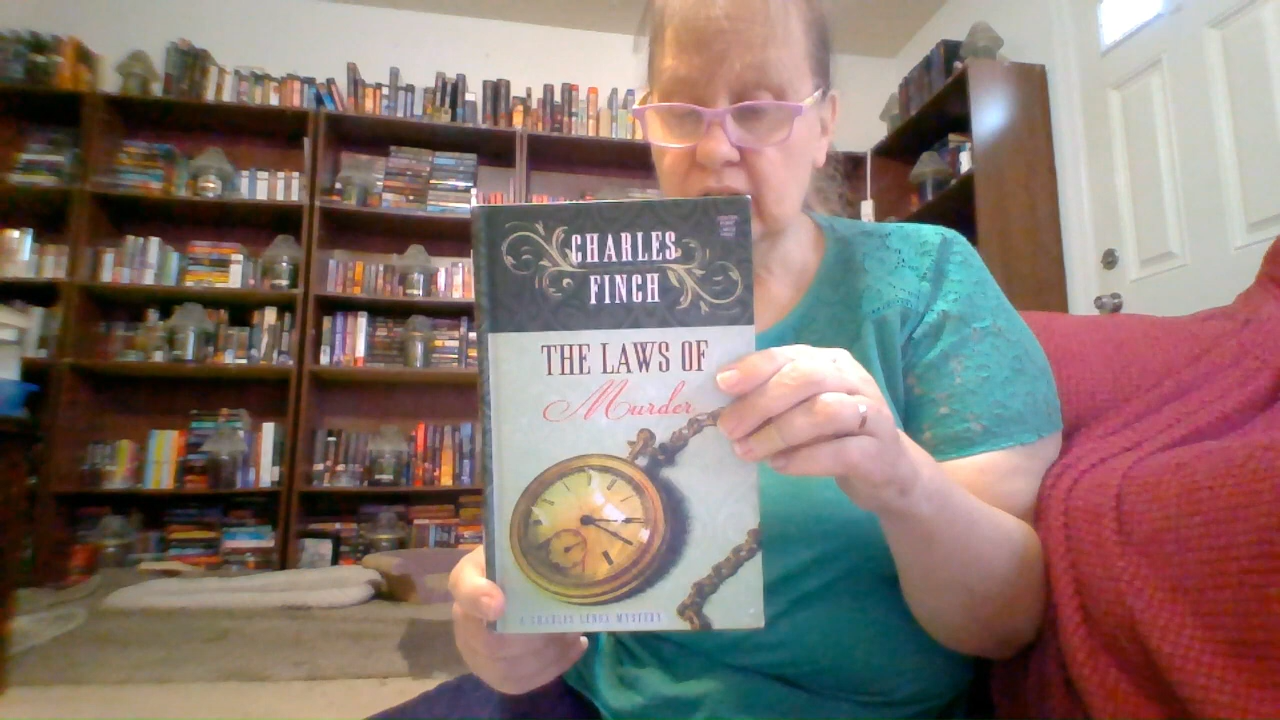 CHARLES
FINCH
THE LAWS OF
Murder
A CHARLES LENOX MYSTERY